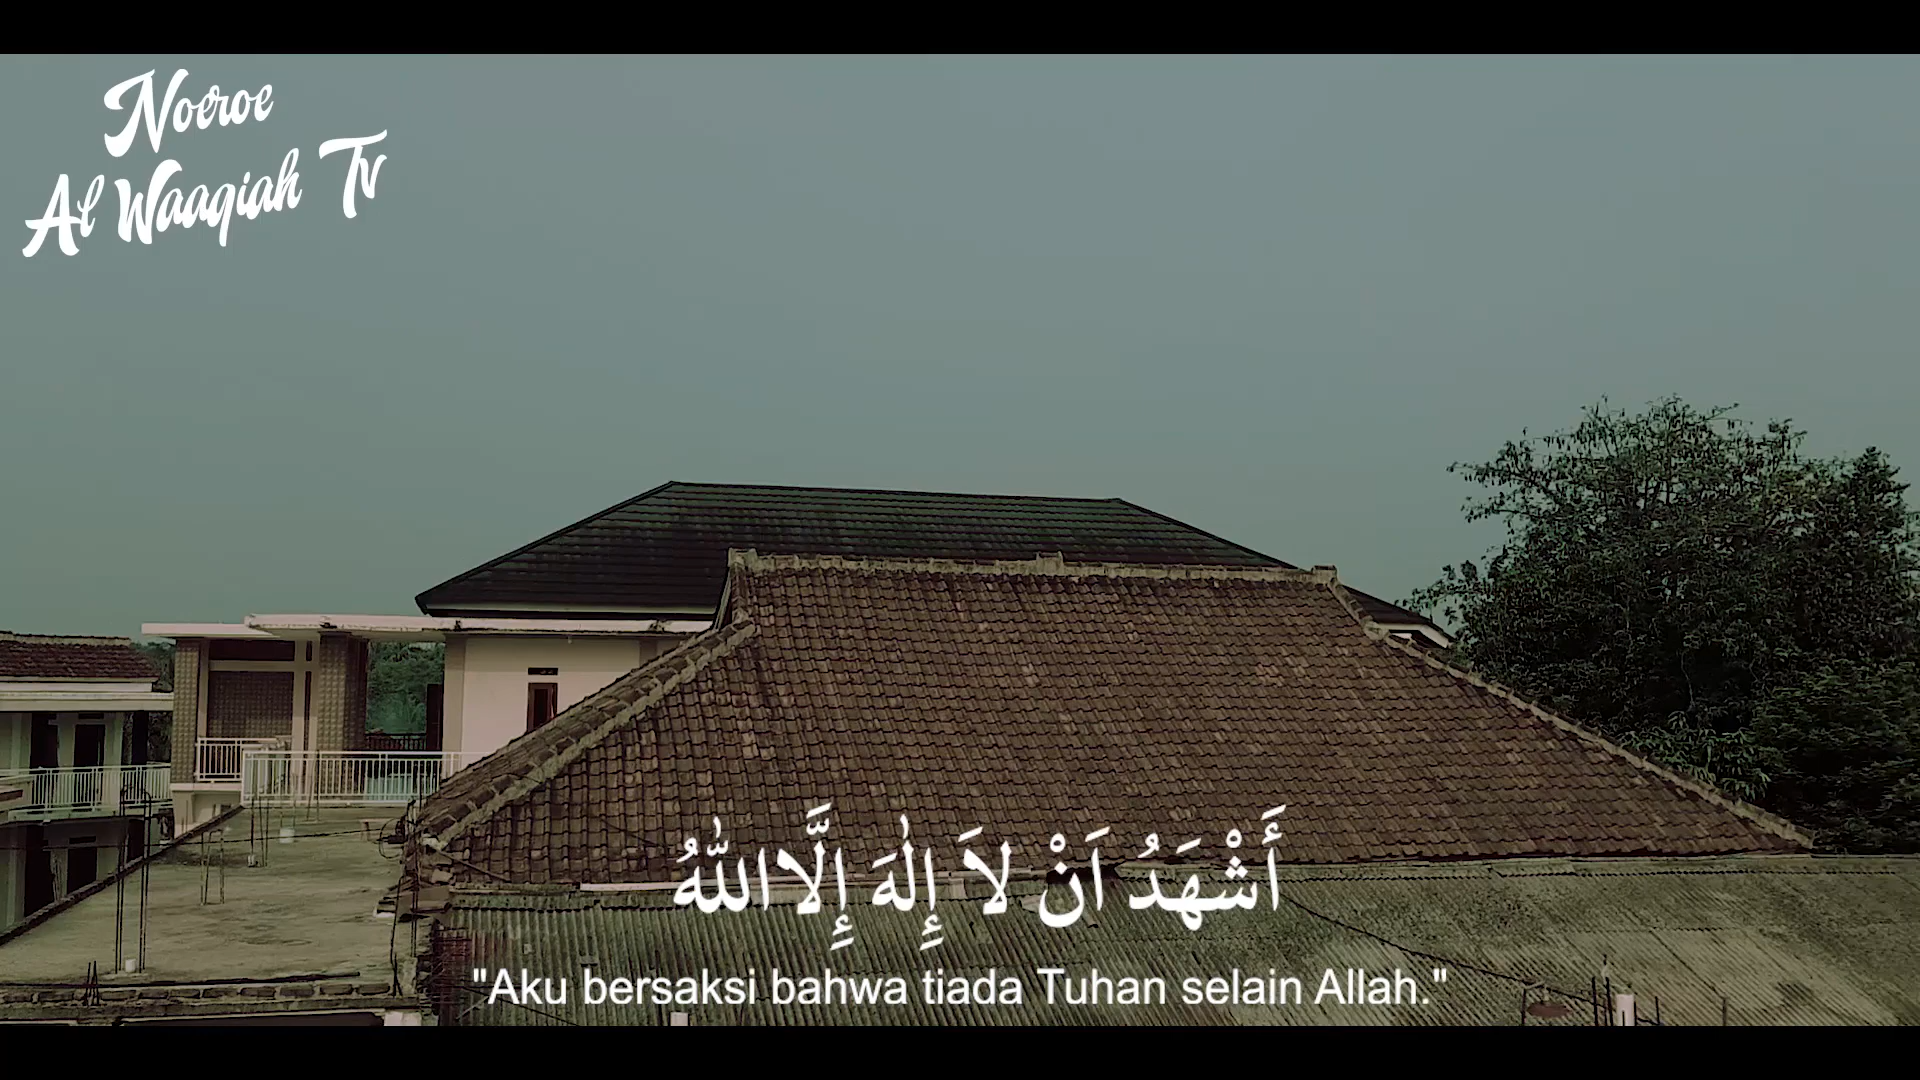 Noeroe
Al Waaqiah Tv
أَشْهَدُ اَنْ لاَ إِلٰهَ إِلَّااللّٰهُ
"Aku bersaksi bahwa tiada Tuhan selain Allah."